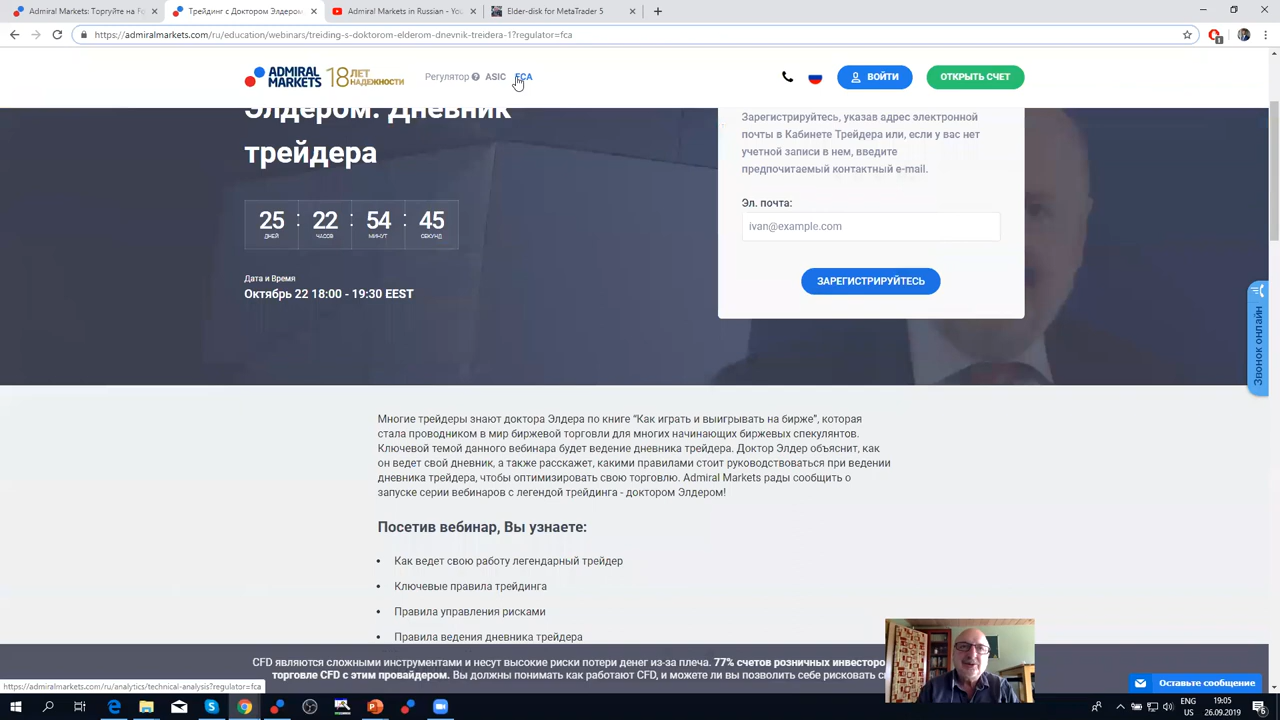 Admiral Markets: Торгуйте на Fo
Трейдинг с Доктором Элдером.
Admiral Markets in Russian - You
Elder-disk for MetaTrader 5
https://admiralmarkets.com/ru/education/webinars/treiding-s-doktorom-elderom-dnevnik-treidera-1?regulator=fca
ADMIRAL MARKETS
18 ЛЕТ НАДЕЖНОСТИ
Регулятор ? ASIC FCA
ВОЙТИ
ОТКРЫТЬ СЧЕТ
Элдером: Дневник
трейдера
25 : 22 : 54 : 45
ДНЕЙ ЧАСОВ МИНУТ СЕКУНД
Дата и Время
Октябрь 22 18:00 - 19:30 EEST
Зарегистрируйтесь, указав адрес электронной
почты в Кабинете Трейдера или, если у вас нет
учетной записи в нем, введите
предпочитаемый контактный e-mail.
Эл. почта:
ivan@example.com
ЗАРЕГИСТРИРУЙТЕСЬ
Звонок онлайн
Многие трейдеры знают доктора Элдера по книге “Как играть и выигрывать на бирже”, которая
стала проводником в мир биржевой торговли для многих начинающих биржевых спекулянтов.
Ключевой темой данного вебинара будет ведение дневника трейдера. Доктор Элдер объяснит, как
он ведет свой дневник, а также расскажет, какими правилами стоит руководствоваться при ведении
дневника трейдера, чтобы оптимизировать свою торговлю. Admiral Markets рады сообщить о
запуске серии вебинаров с легендой трейдинга - доктором Элдером!
Посетив вебинар, Вы узнаете:
• Как ведет свою работу легендарный трейдер
• Ключевые правила трейдинга
• Правила управления рисками
• Правила ведения дневника трейдера
CFD являются сложными инструментами и несут высокие риски потери денег из-за плеча. 77% счетов розничных инвесторо
торговле CFD с этим провайдером. Вы должны понимать как работают CFD, и можете ли вы позволить себе рисковать
https://admiralmarkets.com/ru/analytics/technical-analysis?regulator=fca
Оставьте сообщение
ENG
19:05
26.09.2019